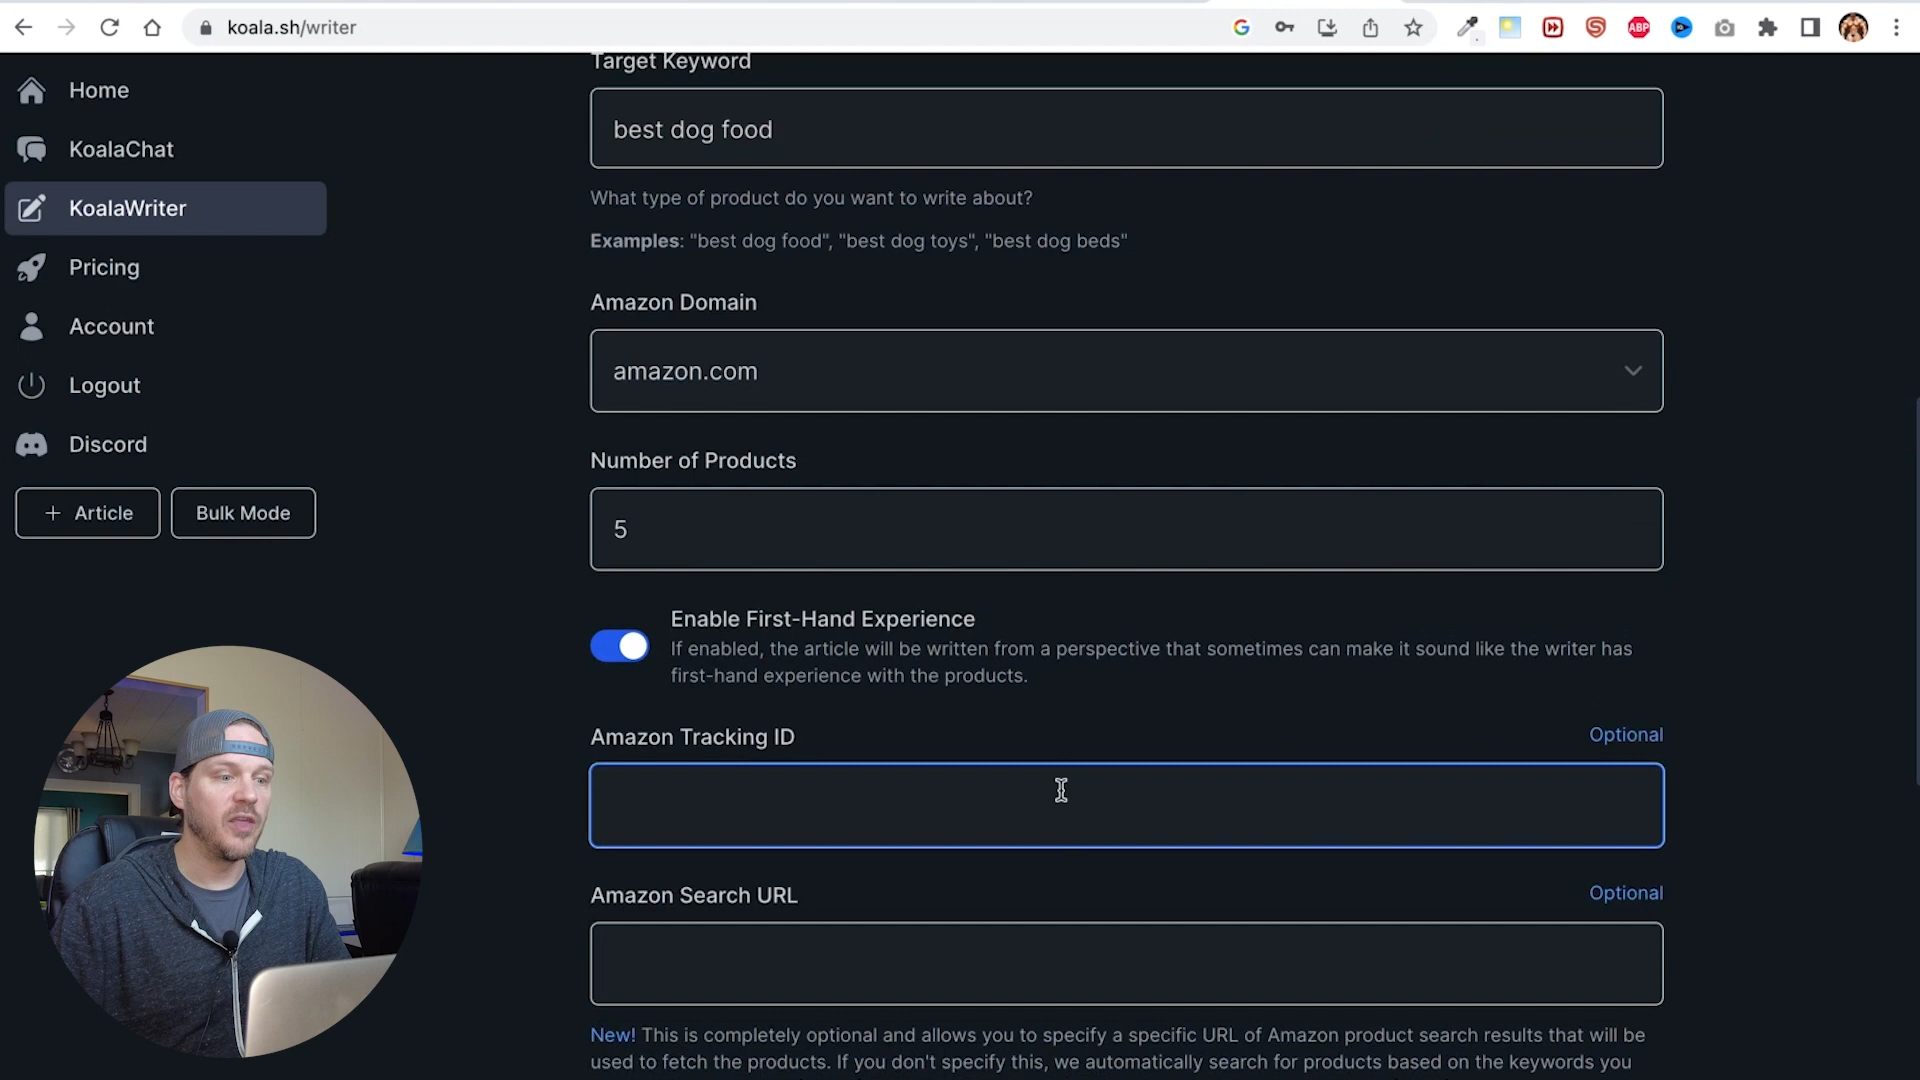 koala.sh/writer
ABP
Home
KoalaChat
KoalaWriter
Pricing
Account
Logout
Discord
+ Article
Bulk Mode
Target Keyword
best dog food
What type of product do you want to write about?
Examples: "best dog food", "best dog toys", "best dog beds"
Amazon Domain
amazon.com
Number of Products
5
Enable First-Hand Experience
If enabled, the article will be written from a perspective that sometimes can make it sound like the writer has
first-hand experience with the products.
Amazon Tracking ID
Optional
Amazon Search URL
Optional
New! This is completely optional and allows you to specify a specific URL of Amazon product search results that will be
used to fetch the products. If you don't specify this, we automatically search for products based on the keywords you